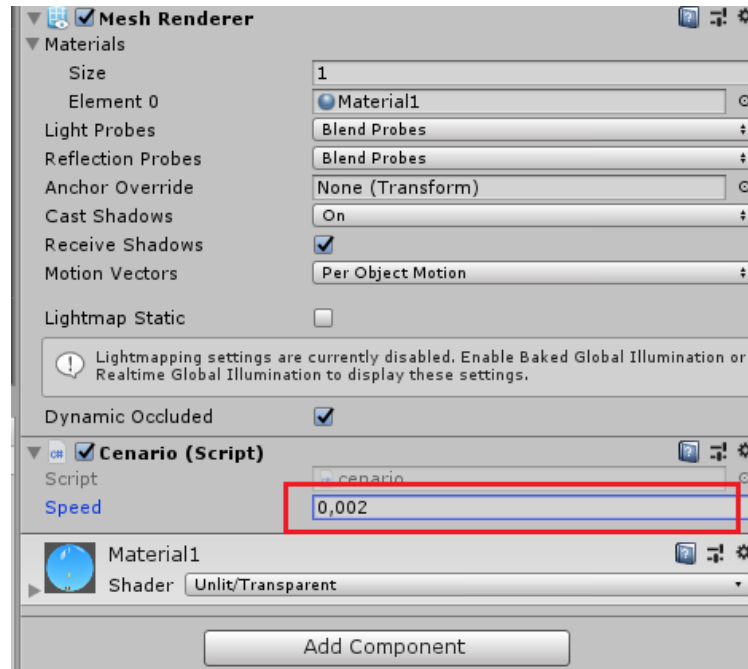 Mesh Renderer
Materials
Size 1
Element 0 Material1
Light Probes Blend Probes
Reflection Probes Blend Probes
Anchor Override None (Transform)
Cast Shadows On
Receive Shadows
Motion Vectors Per Object Motion
Lightmap Static
Lightmapping settings are currently disabled. Enable Baked Global Illumination or
Realtime Global Illumination to display these settings.
Dynamic Occluded
c# Cenario (Script)
Script cenario
Speed 0,002
Material1
Shader Unlit/Transparent
Add Component